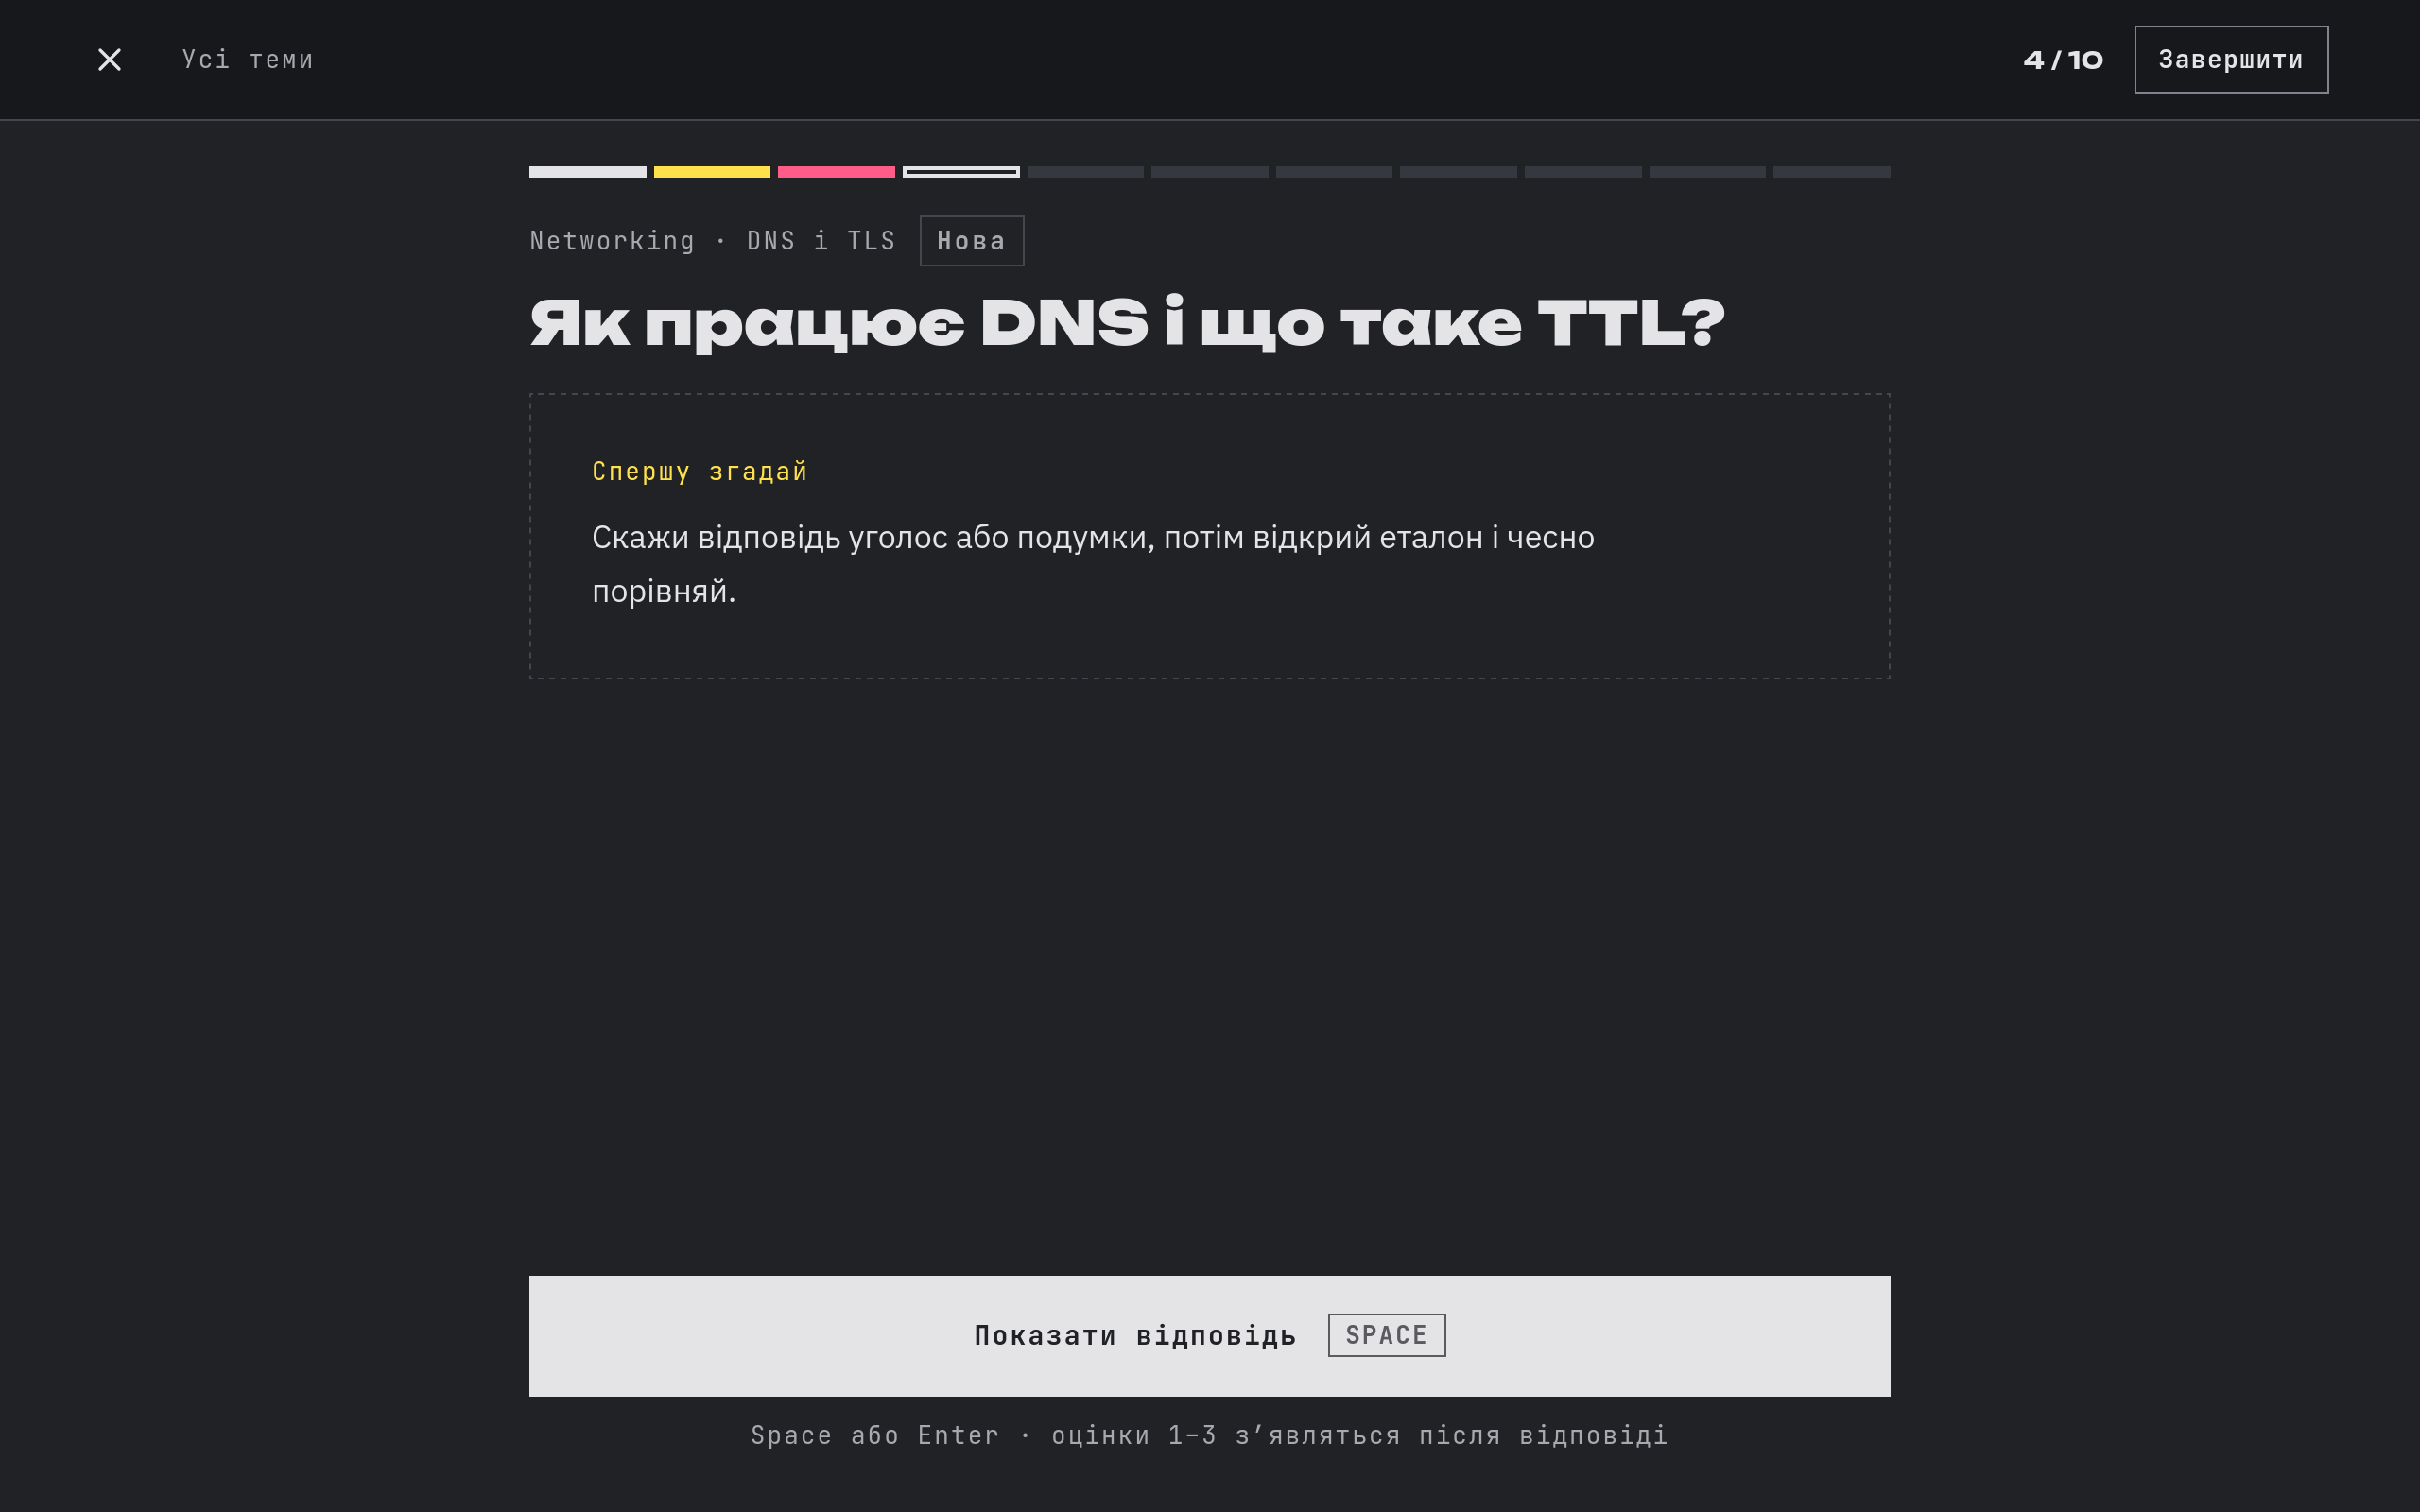 Усі теми
4 / 10
Завершити
Networking · DNS і TLS
Нова
Як працює DNS і що таке TTL?
Спершу згадай
Скажи відповідь уголос або подумки, потім відкрий еталон і чесно
порівняй.
Показати відповідь SPACE
Space або Enter · оцінки 1–3 зʼявляться після відповіді